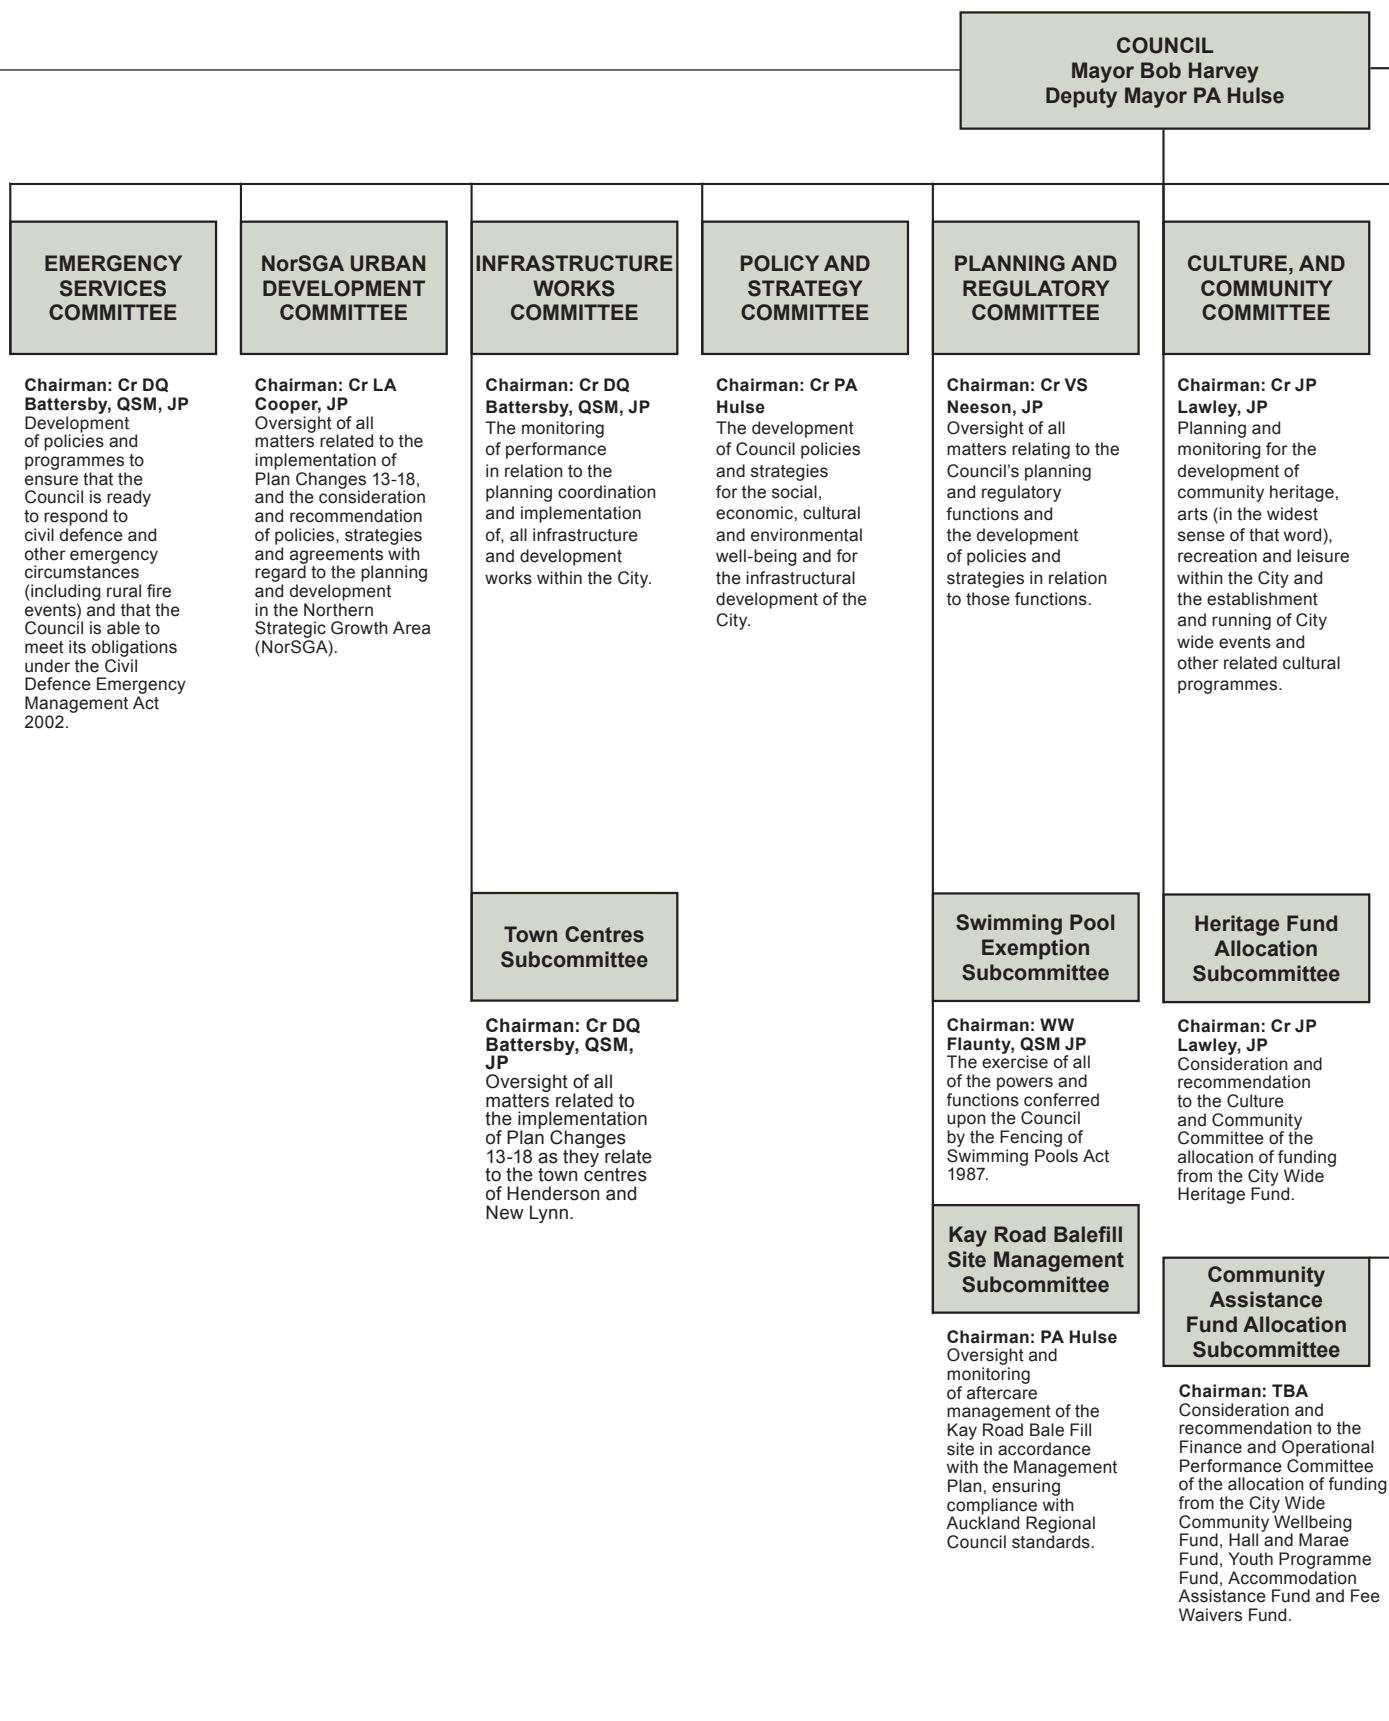 COUNCIL
Mayor Bob Harvey
Deputy Mayor PA Hulse
EMERGENCY
SERVICES
COMMITTEE
Chairman: Cr DQ
Battersby, QSM, JP
Development
of policies and
programmes to
ensure that the
Council is ready
to respond to
civil defence and
other emergency
circumstances
(including rural fire
events) and that the
Council is able to
meet its obligations
under the Civil
Defence Emergency
Management Act
2002.
NorSGA URBAN
DEVELOPMENT
COMMITTEE
Chairman: Cr LA
Cooper, JP
Oversight of all
matters related to the
implementation of
Plan Changes 13-18,
and the consideration
and recommendation
of policies, strategies
and agreements with
regard to the planning
and development
in the Northern
Strategic Growth Area
(NorSGA).
INFRASTRUCTURE
WORKS
COMMITTEE
Chairman: Cr DQ
Battersby, QSM, JP
The monitoring
of performance
in relation to the
planning coordination
and implementation
of, all infrastructure
and development
works within the City.
Town Centres
Subcommittee
Chairman: Cr DQ
Battersby, QSM,
JP
Oversight of all
matters related to
the implementation
of Plan Changes
13-18 as they relate
to the town centres
of Henderson and
New Lynn.
POLICY AND
STRATEGY
COMMITTEE
Chairman: Cr PA
Hulse
The development
of Council policies
and strategies
for the social,
economic, cultural
and environmental
well-being and for
the infrastructural
development of the
City.
PLANNING AND
REGULATORY
COMMITTEE
Chairman: Cr VS
Neeson, JP
Oversight of all
matters relating to the
Council’s planning
and regulatory
functions and
the development
of policies and
strategies in relation
to those functions.
Swimming Pool
Exemption
Subcommittee
Chairman: WW
Flaunty, QSM JP
The exercise of all
of the powers and
functions conferred
upon the Council
by the Fencing of
Swimming Pools Act
1987.
Kay Road Balefill
Site Management
Subcommittee
Chairman: PA Hulse
Oversight and
monitoring
of aftercare
management of the
Kay Road Bale Fill
site in accordance
with the Management
Plan, ensuring
compliance with
Auckland Regional
Council standards.
CULTURE, AND
COMMUNITY
COMMITTEE
Chairman: Cr JP
Lawley, JP
Planning and
monitoring for the
development of
community heritage,
arts (in the widest
sense of that word),
recreation and leisure
within the City and
the establishment
and running of City
wide events and
other related cultural
programmes.
Heritage Fund
Allocation
Subcommittee
Chairman: Cr JP
Lawley, JP
Consideration and
recommendation
to the Culture
and Community
Committee of the
allocation of funding
from the City Wide
Heritage Fund.
Community
Assistance
Fund Allocation
Subcommittee
Chairman: TBA
Consideration and
recommendation to the
Finance and Operational
Performance Committee
of the allocation of funding
from the City Wide
Community Wellbeing
Fund, Hall and Marae
Fund, Youth Programme
Fund, Accommodation
Assistance Fund and Fee
Waivers Fund.